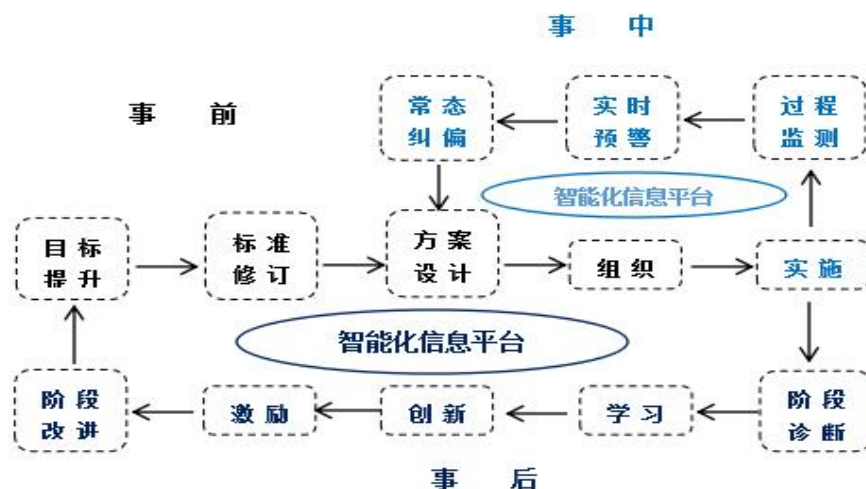 事 中
事 前
常态
纠偏
实时
预警
过程
监测
智能化信息平台
目标
提升
标准
修订
方案
设计
组织
实施
智能化信息平台
阶段
改进
激励
创新
学习
阶段
诊断
事 后